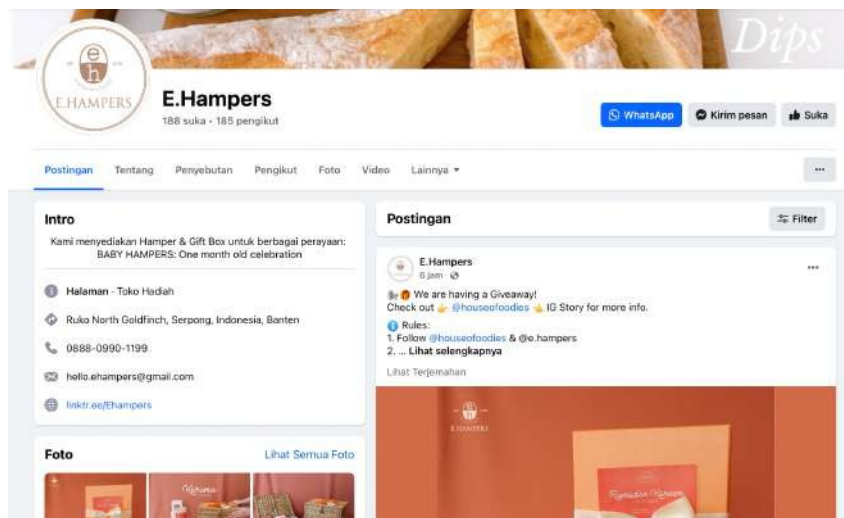 Dips
eh
E.HAMPERS
E.Hampers
188 suka • 185 pengikut
WhatsApp
Kirim pesan
Suka
Postingan
Tentang
Penyebutan
Pengikut
Foto
Video
Lainnya
Intro
Kami menyediakan Hamper & Gift Box untuk berbagai perayaan:
BABY HAMPERS: One month old celebration
Halaman · Toko Hadiah
Ruko North Goldfinch, Serpong, Indonesia, Banten
0888-0990-1199
hello.ehampers@gmail.com
linktr.ee/Ehampers
Foto
Lihat Semua Foto
Postingan
Filter
E.Hampers
6 jam
We are having a Giveaway!
Check out @houseofoodies IG Story for more info.
Rules:
1. Follow @houseofoodies & @e.hampers
2. ... Lihat selengkapnya
Lihat Terjemahan
E.HAMPERS